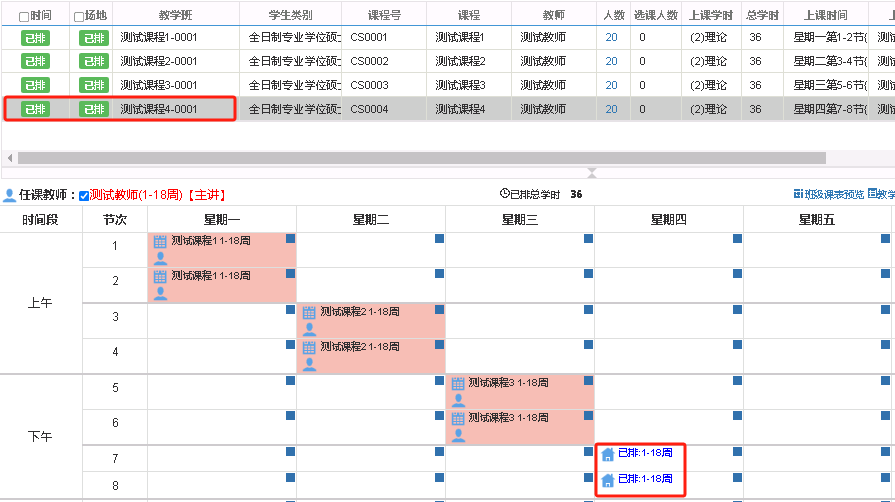 时间 场地 教学班 学生类别 课程号 课程 教师 人数 选课人数 上课学时 总学时 上课时间
已排 已排 测试课程1-0001 全日制专业学位硕士 CS0001 测试课程1 测试教师 20 0 (2)理论 36 星期一第1-2节(
已排 已排 测试课程2-0001 全日制专业学位硕士 CS0002 测试课程2 测试教师 20 0 (2)理论 36 星期二第3-4节(
已排 已排 测试课程3-0001 全日制专业学位硕士 CS0003 测试课程3 测试教师 20 0 (2)理论 36 星期三第5-6节(
已排 已排 测试课程4-0001 全日制专业学位硕士 CS0004 测试课程4 测试教师 20 0 (2)理论 36 星期四第7-8节(
任课教师： 测试教师(1-18周)【主讲】 已排总学时 36 班级课表预览 教学
时间段 节次 星期一 星期二 星期三 星期四 星期五
上午
1 测试课程1 1-18周
2 测试课程1 1-18周
3 测试课程2 1-18周
4 测试课程2 1-18周
下午
5 测试课程3 1-18周
6 测试课程3 1-18周
7 已排:1-18周
8 已排:1-18周